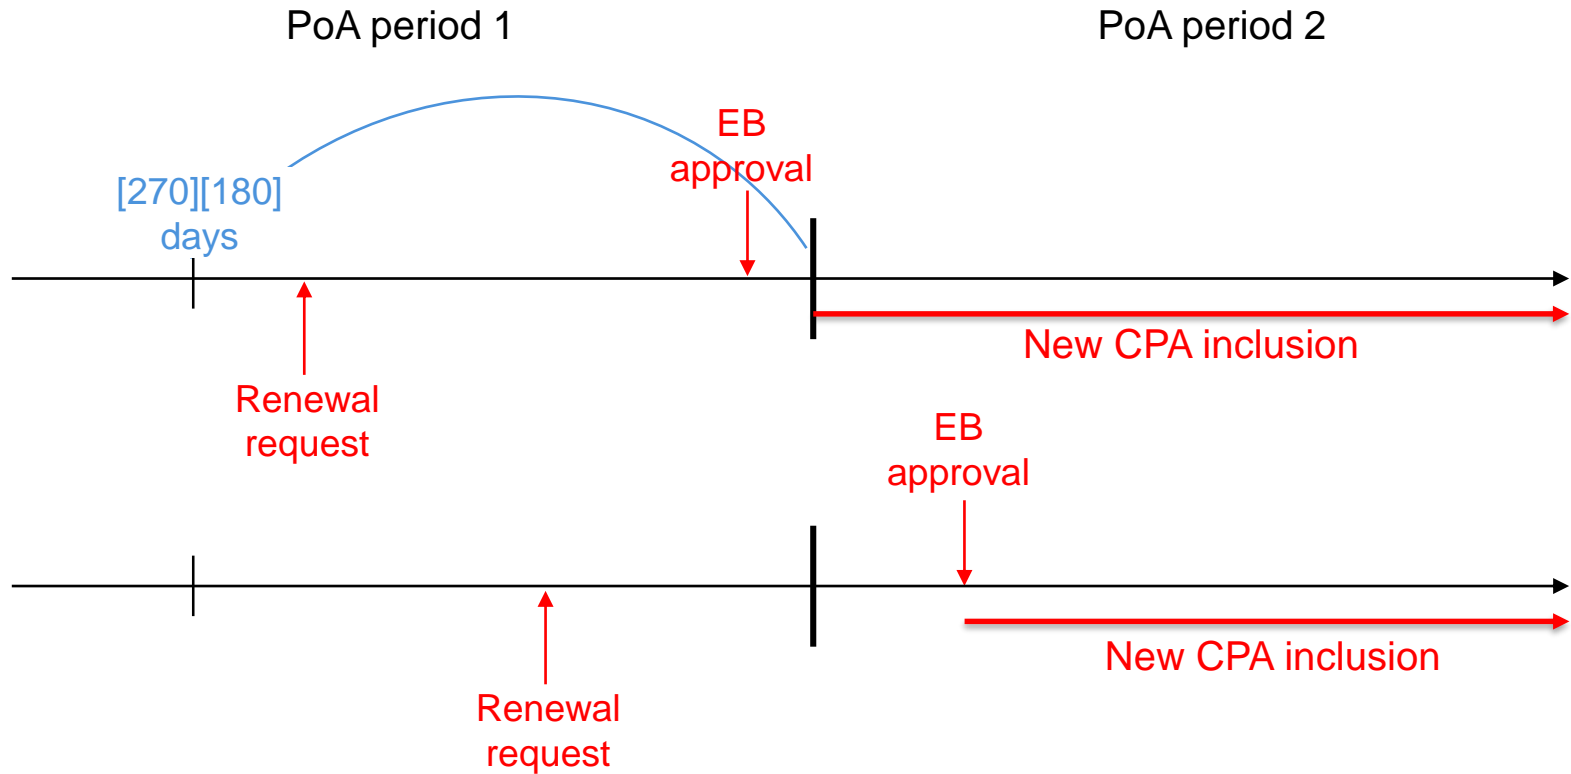 PoA period 1
PoA period 2
EB
approval
[270][180]
days
New CPA inclusion
Renewal
request
EB
approval
New CPA inclusion
Renewal
request